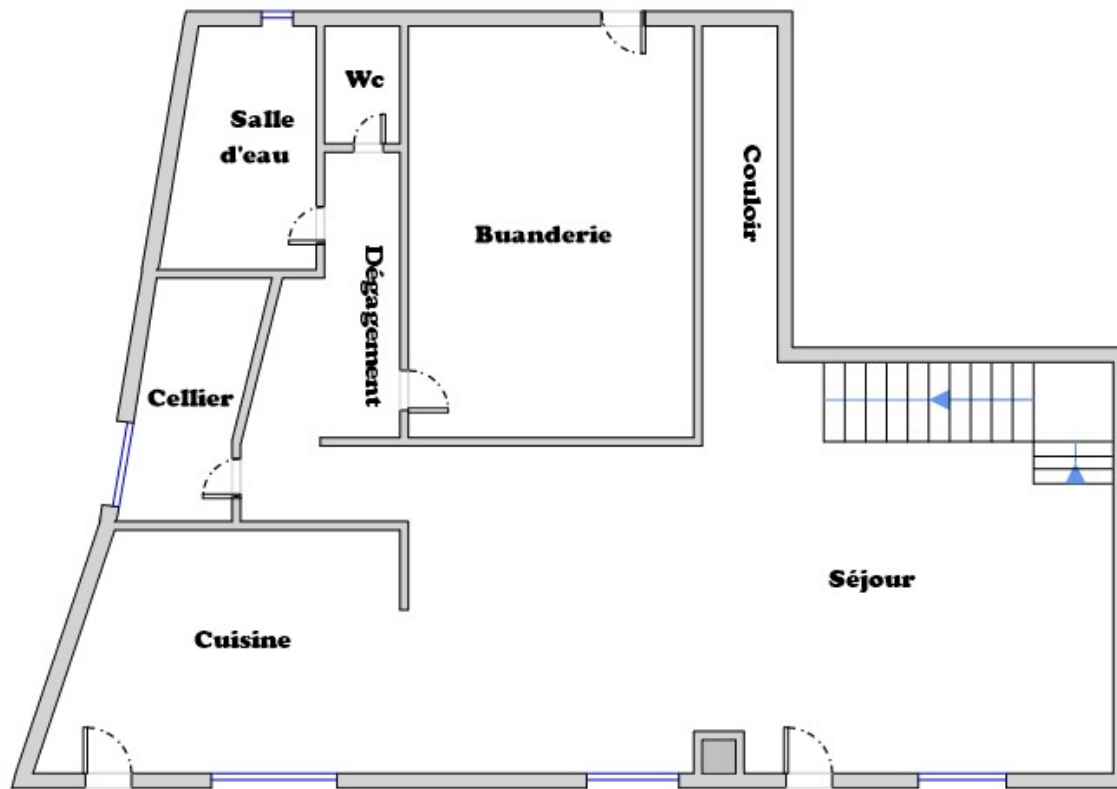 Wc
Salle
d'eau
Couloir
Buanderie
Dégagement
Cellier
Séjour
Cuisine